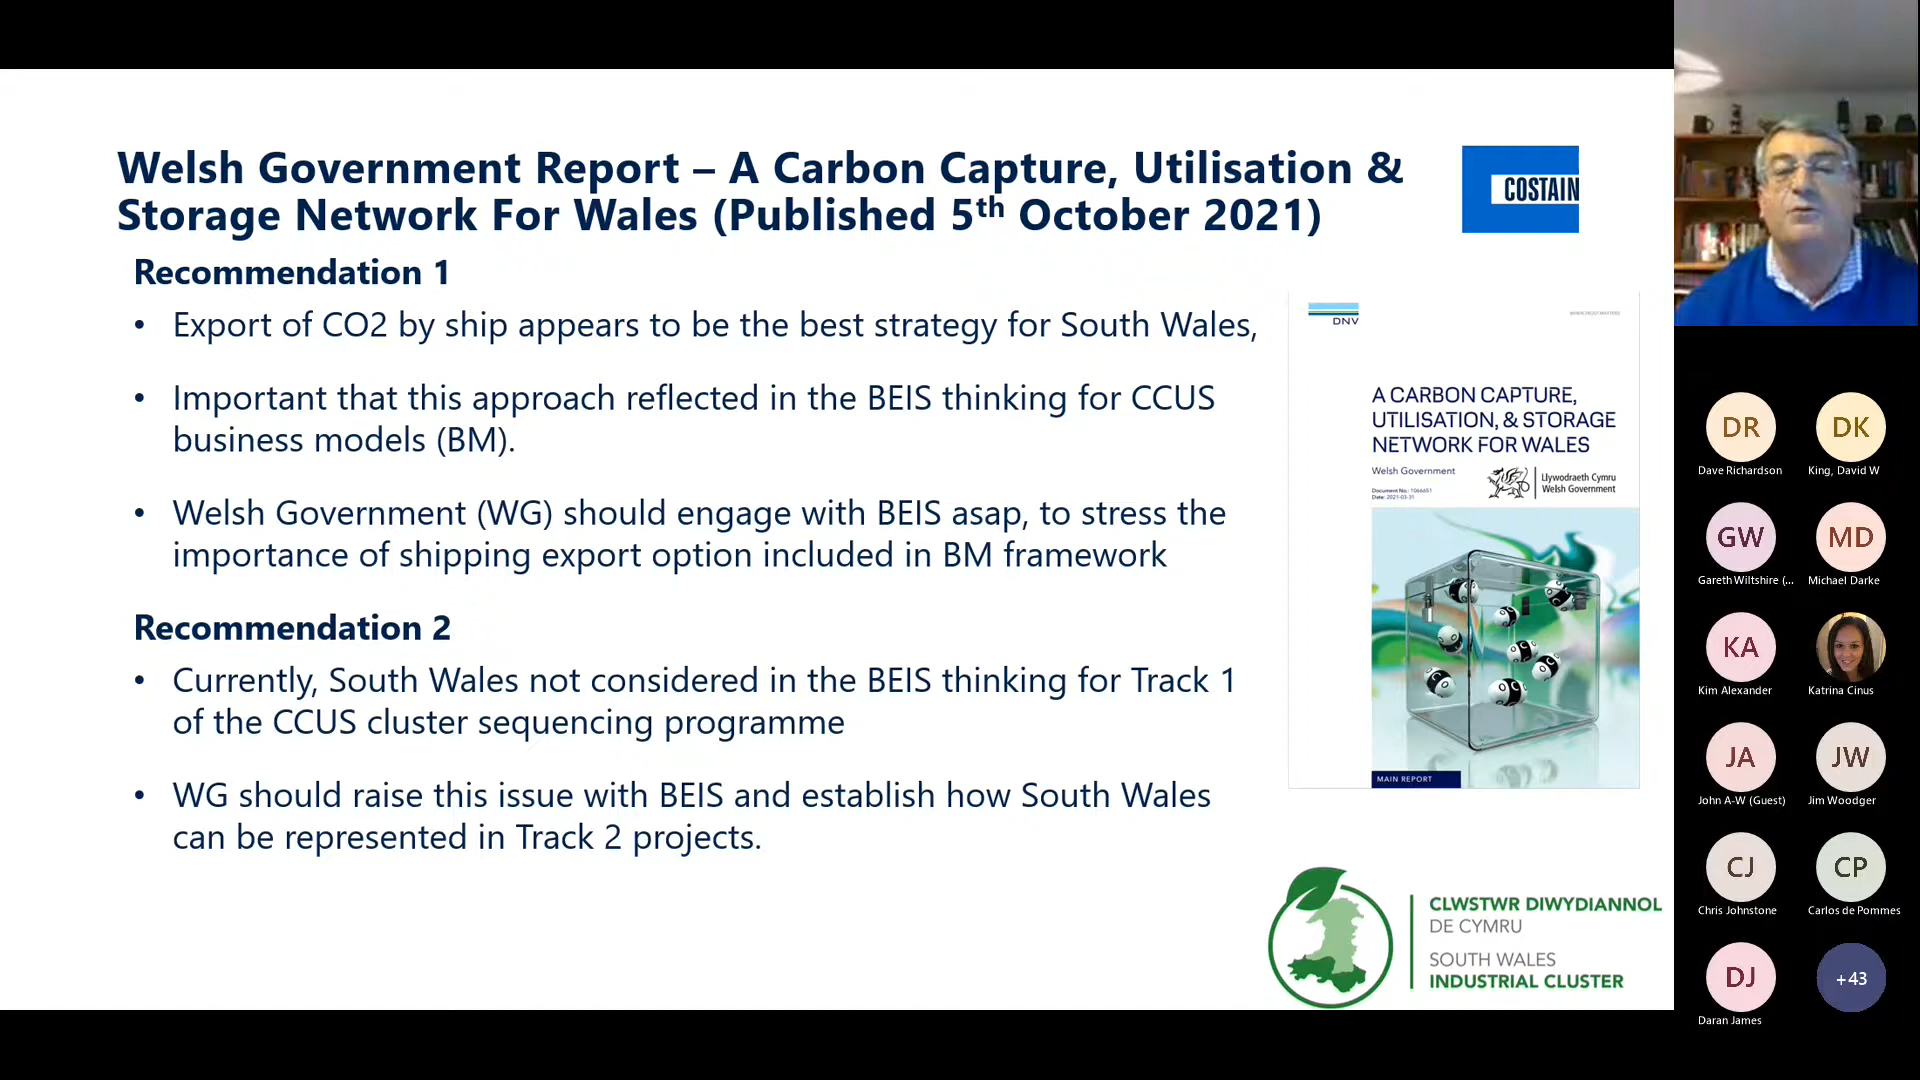 Welsh Government Report – A Carbon Capture, Utilisation &
Storage Network For Wales (Published 5th October 2021)
COSTAIN
Recommendation 1
• Export of CO2 by ship appears to be the best strategy for South Wales,
• Important that this approach reflected in the BEIS thinking for CCUS
business models (BM).
• Welsh Government (WG) should engage with BEIS asap, to stress the
importance of shipping export option included in BM framework
Recommendation 2
• Currently, South Wales not considered in the BEIS thinking for Track 1
of the CCUS cluster sequencing programme
• WG should raise this issue with BEIS and establish how South Wales
can be represented in Track 2 projects.
DNV
A CARBON CAPTURE,
UTILISATION, & STORAGE
NETWORK FOR WALES
Welsh Government
Llywodraeth Cymru
Welsh Government
MAIN REPORT
CLWSTWR DIWYDIANNOL
DE CYMRU
SOUTH WALES
INDUSTRIAL CLUSTER
DR DK
Dave Richardson King, David W
GW MD
Gareth Wiltshire (... Michael Darke
KA
Kim Alexander Katrina Cinus
JA JW
John A-W (Guest) Jim Woodger
CJ CP
Chris Johnstone Carlos de Pommes
DJ +43
Daran James